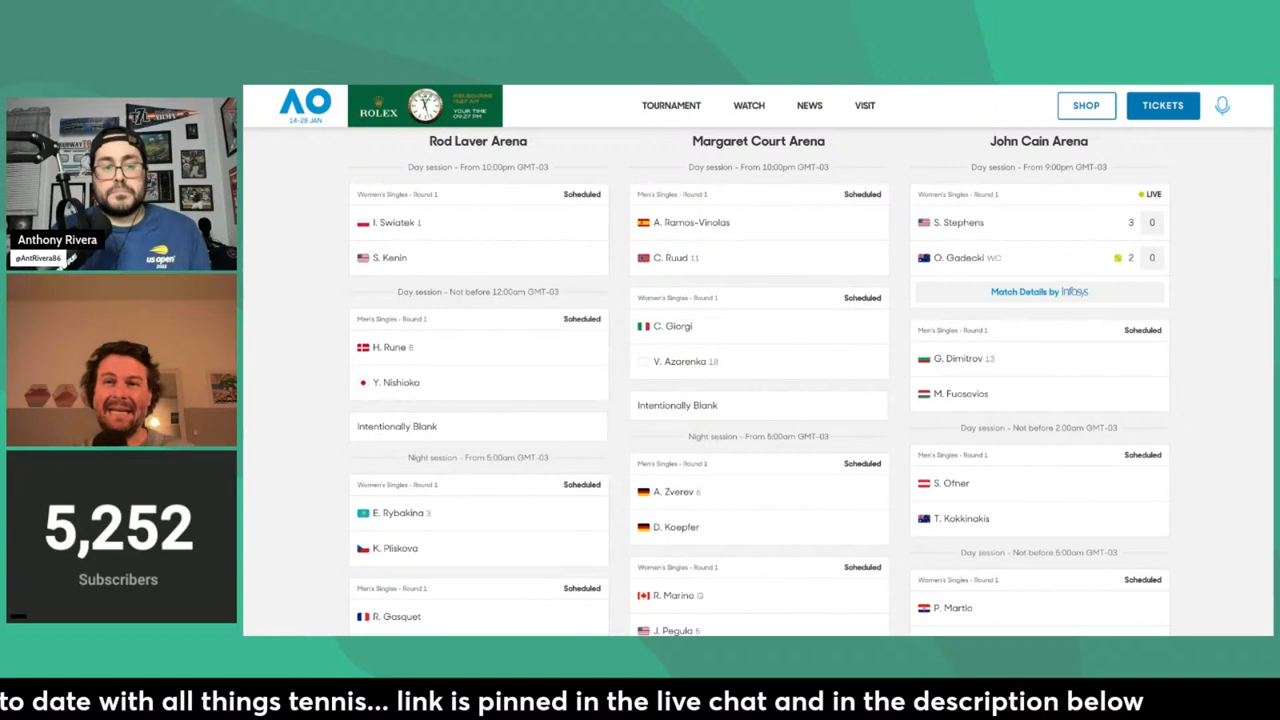 AO
14-28 JAN
ROLEX
MELBOURNE
YOUR TIME
09:27 PM
TOURNAMENT
WATCH
NEWS
VISIT
SHOP
TICKETS
Rod Laver Arena
Day session - From 10:00pm GMT-03
Women's Singles - Round 1 Scheduled
I. Swiatek 1
S. Kenin
Day session - Not before 12:00am GMT-03
Men's Singles - Round 1 Scheduled
H. Rune 8
Y. Nishioka
Intentionally Blank
Night session - From 5:00am GMT-03
Women's Singles - Round 1 Scheduled
E. Rybakina 3
K. Pliskova
Men's Singles - Round 1 Scheduled
R. Gasquet
Margaret Court Arena
Day session - From 10:00pm GMT-03
Men's Singles - Round 1 Scheduled
A. Ramos-Vinolas
C. Ruud 11
Women's Singles - Round 1 Scheduled
C. Giorgi
V. Azarenka 18
Intentionally Blank
Night session - From 5:00am GMT-03
Men's Singles - Round 1 Scheduled
A. Zverev 6
D. Koepfer
Women's Singles - Round 1 Scheduled
R. Marino Q
J. Pegula 5
John Cain Arena
Day session - From 9:00pm GMT-03
Women's Singles - Round 1 LIVE
S. Stephens 3 0
O. Gadecki WC 2 0
Match Details by Infosys
Men's Singles - Round 1 Scheduled
G. Dimitrov 13
M. Fucsovics
Day session - Not before 2:00am GMT-03
Men's Singles - Round 1 Scheduled
S. Ofner
T. Kokkinakis
Day session - Not before 5:00am GMT-03
Women's Singles - Round 1 Scheduled
P. Martic
ARMY
SUBWAY
us open
Anthony Rivera
@AntRivera86
5,252
Subscribers
to date with all things tennis... link is pinned in the live chat and in the description below